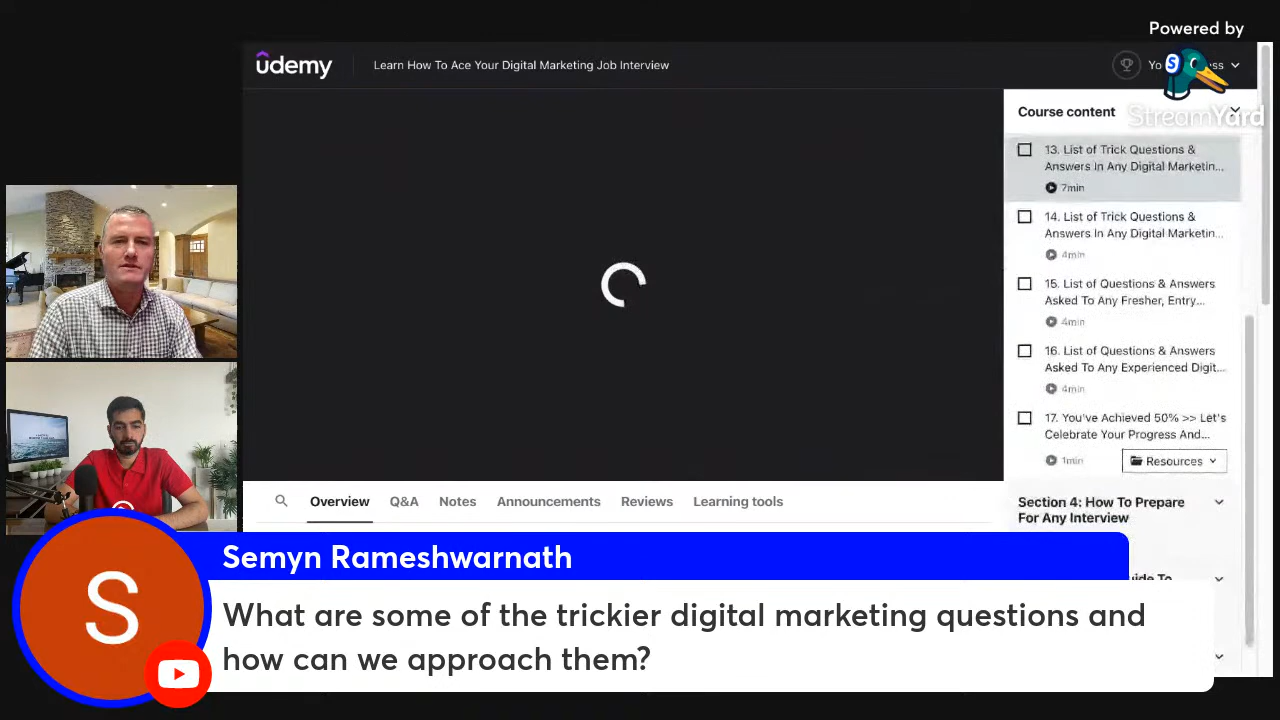 Powered by
StreamYard
udemy
Learn How To Ace Your Digital Marketing Job Interview
Course content
13. List of Trick Questions &
Answers In Any Digital Marketin...
7min
14. List of Trick Questions &
Answers In Any Digital Marketin...
4min
15. List of Questions & Answers
Asked To Any Fresher, Entry...
4min
16. List of Questions & Answers
Asked To Any Experienced Digit...
4min
17. You've Achieved 50% >> Let's
Celebrate Your Progress And...
1min
Resources
Overview
Q&A
Notes
Announcements
Reviews
Learning tools
Section 4: How To Prepare
For Any Interview
S
Semyn Rameshwarnath
What are some of the trickier digital marketing questions and
how can we approach them?